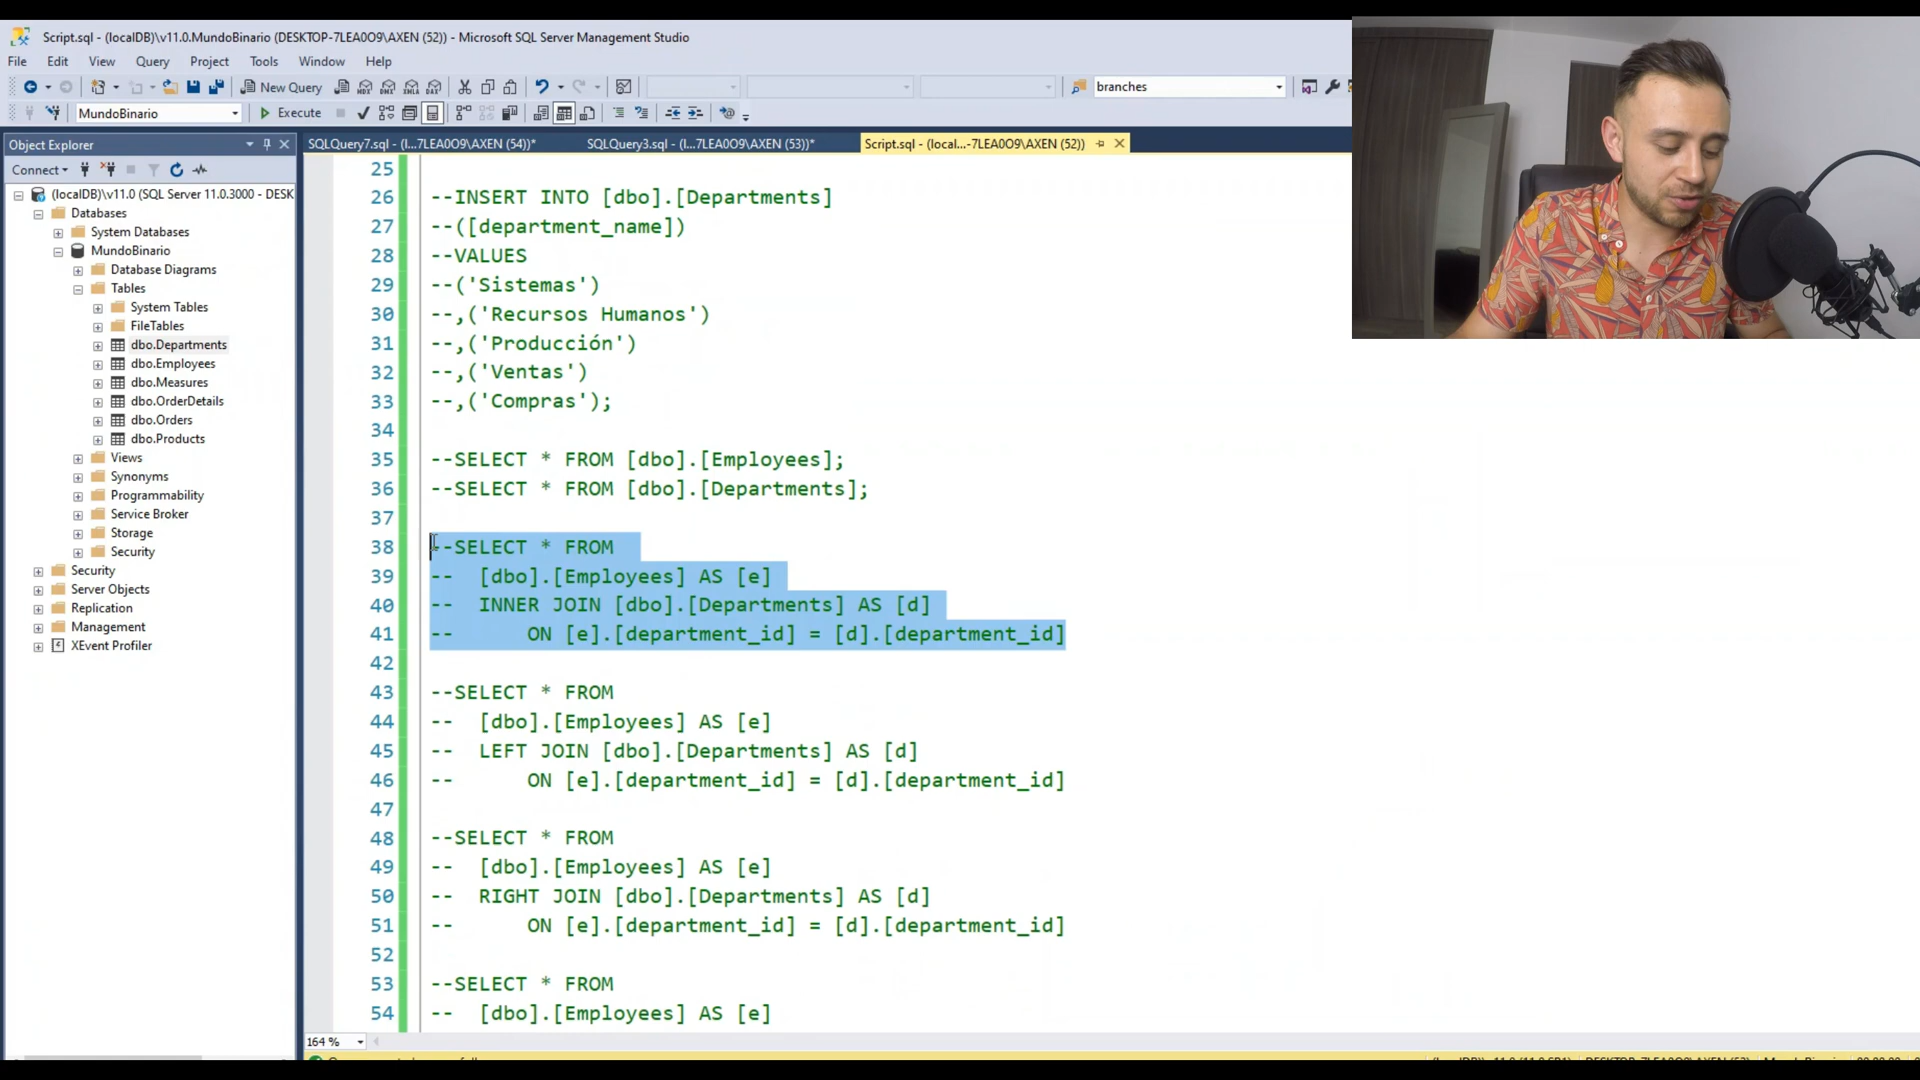 Script.sql - (localDB)\v11.0.MundoBinario (DESKTOP-7LEA0O9\AXEN (52)) - Microsoft SQL Server Management Studio
File Edit View Query Project Tools Window Help
New Query branches
MundoBinario Execute
Object Explorer
SQLQuery7.sql - (l...7LEA0O9\AXEN (54))* SQLQuery3.sql - (l...7LEA0O9\AXEN (53))* Script.sql - (local...-7LEA0O9\AXEN (52))
Connect
(localDB)\v11.0 (SQL Server 11.0.3000 - DESK
Databases
System Databases
MundoBinario
Database Diagrams
Tables
System Tables
FileTables
dbo.Departments
dbo.Employees
dbo.Measures
dbo.OrderDetails
dbo.Orders
dbo.Products
Views
Synonyms
Programmability
Service Broker
Storage
Security
Security
Server Objects
Replication
Management
XEvent Profiler
25
26 --INSERT INTO [dbo].[Departments]
27 --([department_name])
28 --VALUES
29 --('Sistemas')
30 --,('Recursos Humanos')
31 --,('Producción')
32 --,('Ventas')
33 --,('Compras');
34
35 --SELECT * FROM [dbo].[Employees];
36 --SELECT * FROM [dbo].[Departments];
37
38 --SELECT * FROM
39 -- [dbo].[Employees] AS [e]
40 -- INNER JOIN [dbo].[Departments] AS [d]
41 -- ON [e].[department_id] = [d].[department_id]
42
43 --SELECT * FROM
44 -- [dbo].[Employees] AS [e]
45 -- LEFT JOIN [dbo].[Departments] AS [d]
46 -- ON [e].[department_id] = [d].[department_id]
47
48 --SELECT * FROM
49 -- [dbo].[Employees] AS [e]
50 -- RIGHT JOIN [dbo].[Departments] AS [d]
51 -- ON [e].[department_id] = [d].[department_id]
52
53 --SELECT * FROM
54 -- [dbo].[Employees] AS [e]
164 %